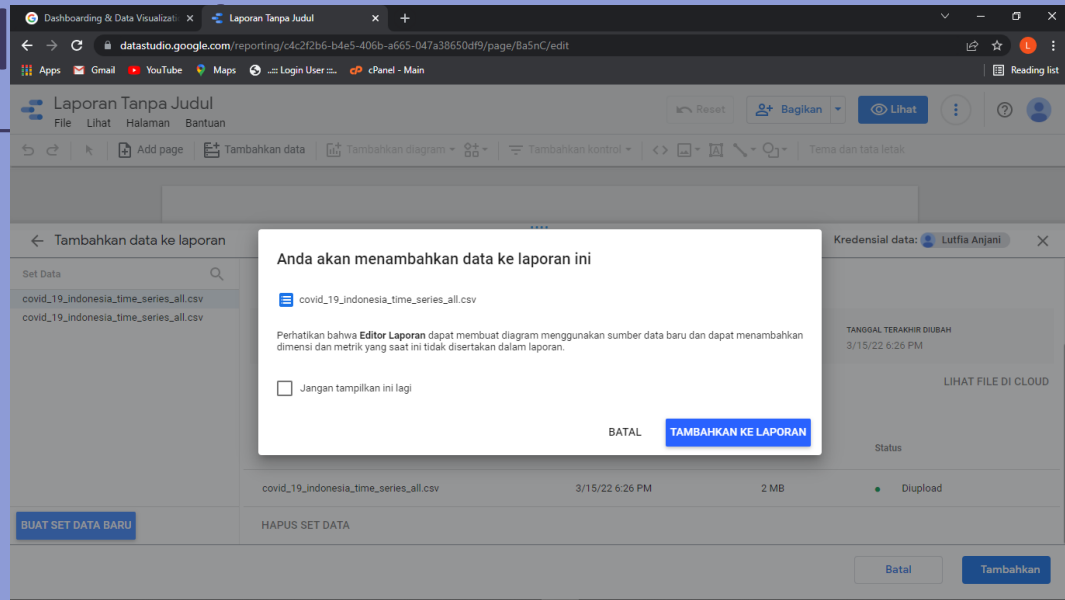 Dashboarding & Data Visualizati
Laporan Tanpa Judul
datastudio.google.com/reporting/c4c2f2b6-b4e5-406b-a665-047a38650df9/page/Ba5nC/edit
L
Apps Gmail YouTube Maps ..::: Login User :::.. cPanel - Main Reading list
Laporan Tanpa Judul
File Lihat Halaman Bantuan
Reset Bagikan Lihat
Add page Tambahkan data Tambahkan diagram Tambahkan kontrol Tema dan tata letak
Tambahkan data ke laporan
Kredensial data: Lutfia Anjani
Set Data
covid_19_indonesia_time_series_all.csv
covid_19_indonesia_time_series_all.csv
Anda akan menambahkan data ke laporan ini
covid_19_indonesia_time_series_all.csv
Perhatikan bahwa Editor Laporan dapat membuat diagram menggunakan sumber data baru dan dapat menambahkan
dimensi dan metrik yang saat ini tidak disertakan dalam laporan.
Jangan tampilkan ini lagi
BATAL TAMBAHKAN KE LAPORAN
TANGGAL TERAKHIR DIUBAH
3/15/22 6:26 PM
LIHAT FILE DI CLOUD
Status
covid_19_indonesia_time_series_all.csv 3/15/22 6:26 PM 2 MB Diupload
BUAT SET DATA BARU HAPUS SET DATA
Batal Tambahkan